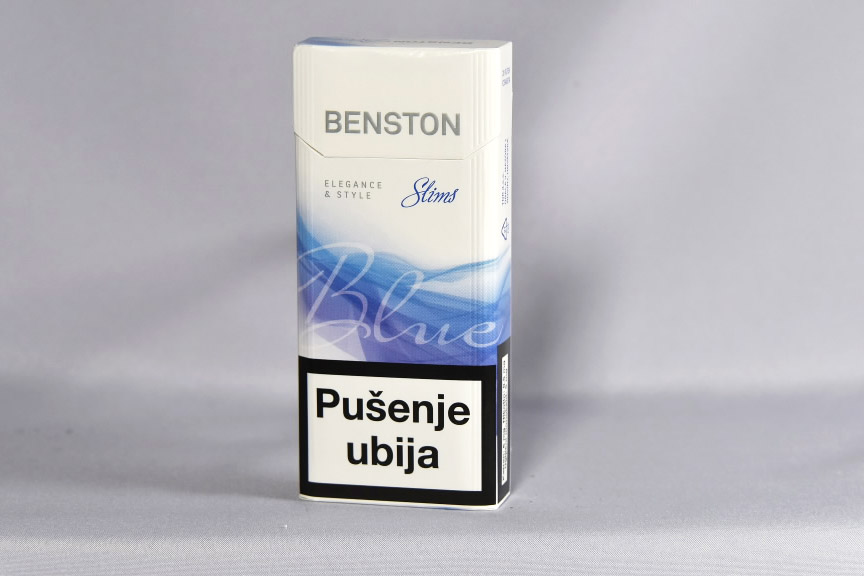 BENSTON
ELEGANCE
& STYLE
Slims
Blue
Pušenje
ubija